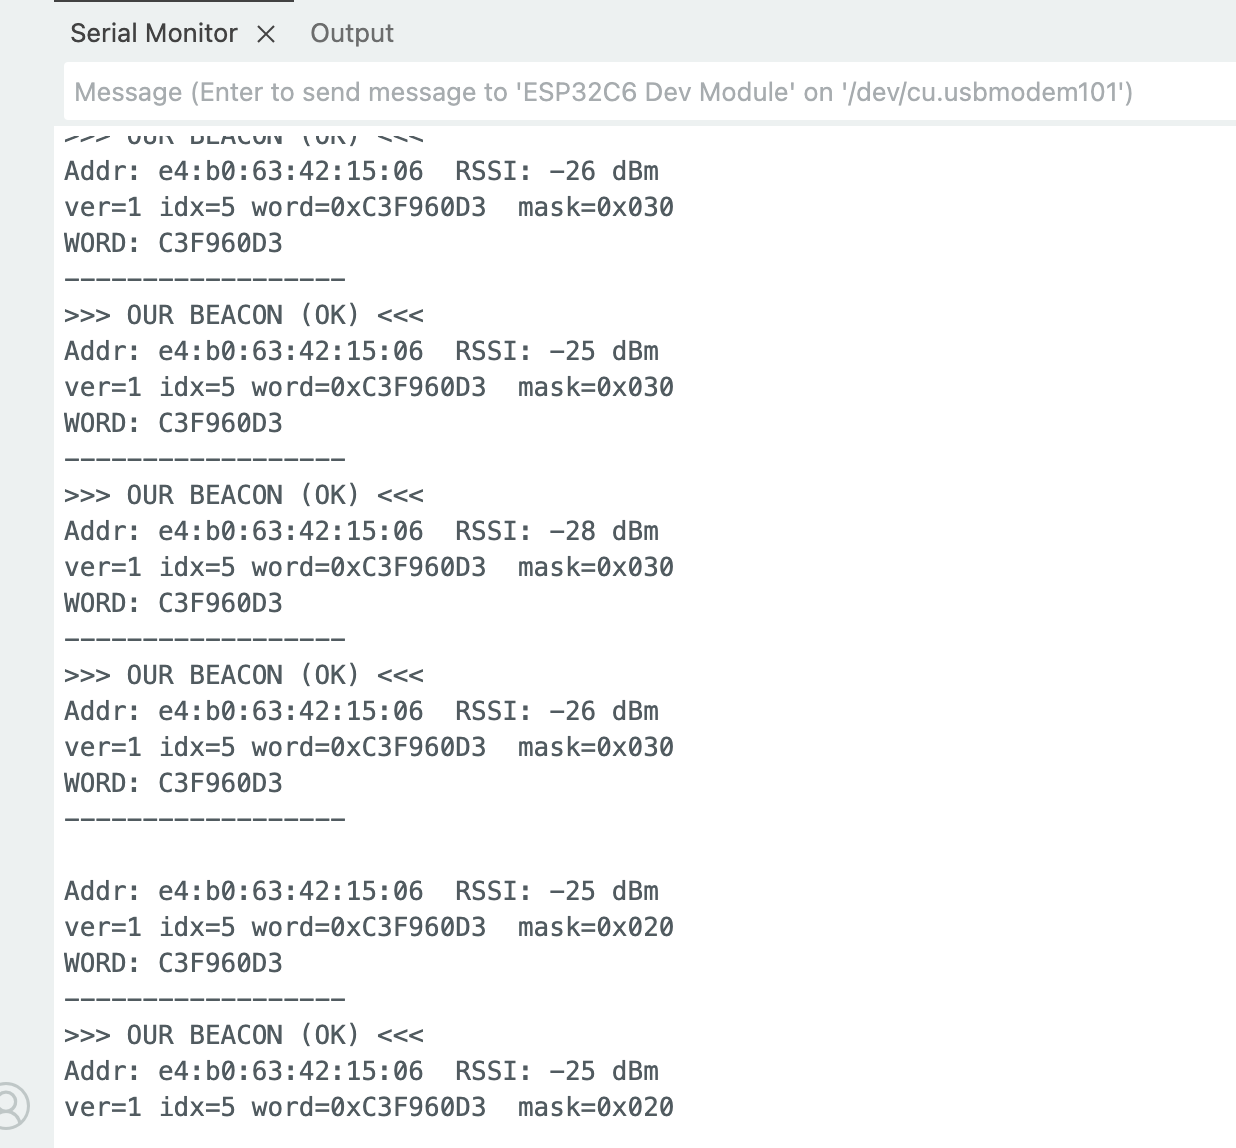 Serial Monitor × Output
Message (Enter to send message to 'ESP32C6 Dev Module' on '/dev/cu.usbmodem101')
>>> OUR BEACON (OK) <<<
Addr: e4:b0:63:42:15:06  RSSI: -26 dBm
ver=1 idx=5 word=0xC3F960D3  mask=0x030
WORD: C3F960D3
------------------
>>> OUR BEACON (OK) <<<
Addr: e4:b0:63:42:15:06  RSSI: -25 dBm
ver=1 idx=5 word=0xC3F960D3  mask=0x030
WORD: C3F960D3
------------------
>>> OUR BEACON (OK) <<<
Addr: e4:b0:63:42:15:06  RSSI: -28 dBm
ver=1 idx=5 word=0xC3F960D3  mask=0x030
WORD: C3F960D3
------------------
>>> OUR BEACON (OK) <<<
Addr: e4:b0:63:42:15:06  RSSI: -26 dBm
ver=1 idx=5 word=0xC3F960D3  mask=0x030
WORD: C3F960D3
------------------
Addr: e4:b0:63:42:15:06  RSSI: -25 dBm
ver=1 idx=5 word=0xC3F960D3  mask=0x020
WORD: C3F960D3
------------------
>>> OUR BEACON (OK) <<<
Addr: e4:b0:63:42:15:06  RSSI: -25 dBm
ver=1 idx=5 word=0xC3F960D3  mask=0x020